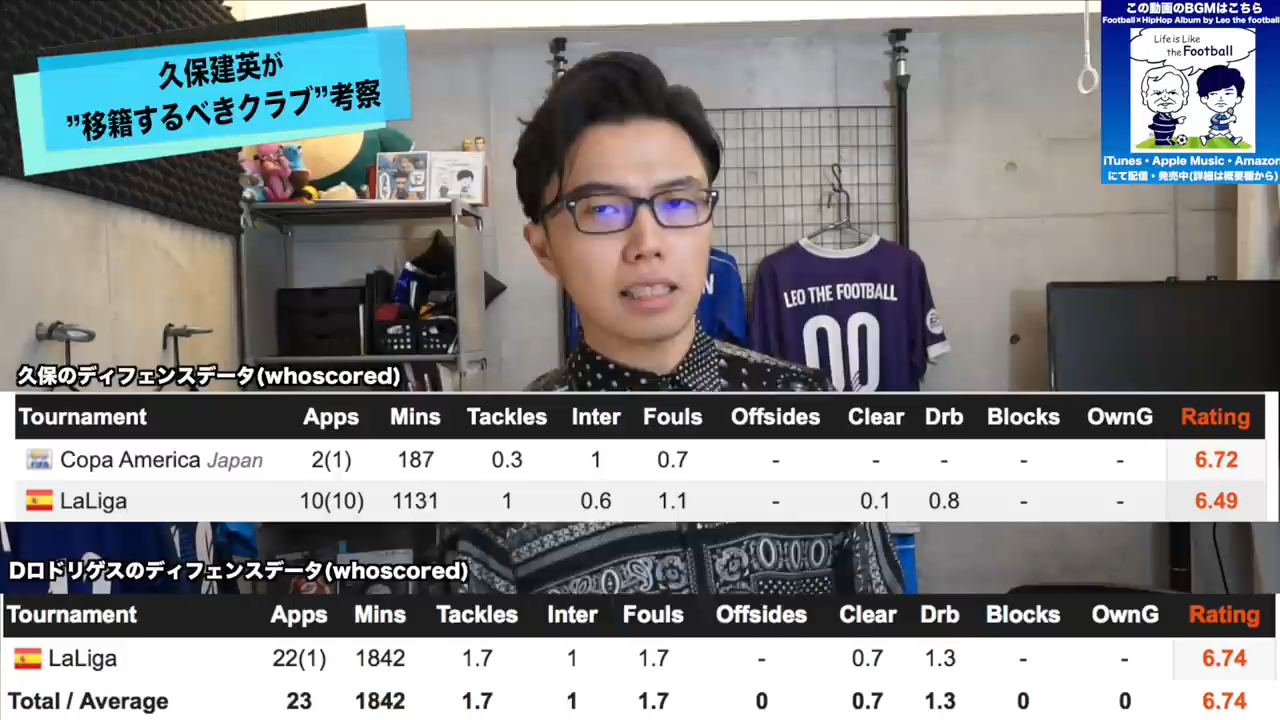 久保建英が
”移籍するべきクラブ”考察
この動画のBGMはこちら
Football×HipHop Album by Leo the football
Life is Like
the Football
iTunes・Apple Music・Amazon
にて配信・発売中(詳細は概要欄から)
LEO THE FOOTBALL
00
久保のディフェンスデータ(whoscored)
Tournament Apps Mins Tackles Inter Fouls Offsides Clear Drb Blocks OwnG Rating
Copa America Japan 2(1) 187 0.3 1 0.7 - - - - - 6.72
LaLiga 10(10) 1131 1 0.6 1.1 - 0.1 0.8 - - 6.49
Dロドリゲスのディフェンスデータ(whoscored)
Tournament Apps Mins Tackles Inter Fouls Offsides Clear Drb Blocks OwnG Rating
LaLiga 22(1) 1842 1.7 1 1.7 - 0.7 1.3 - - 6.74
Total / Average 23 1842 1.7 1 1.7 0 0.7 1.3 0 0 6.74